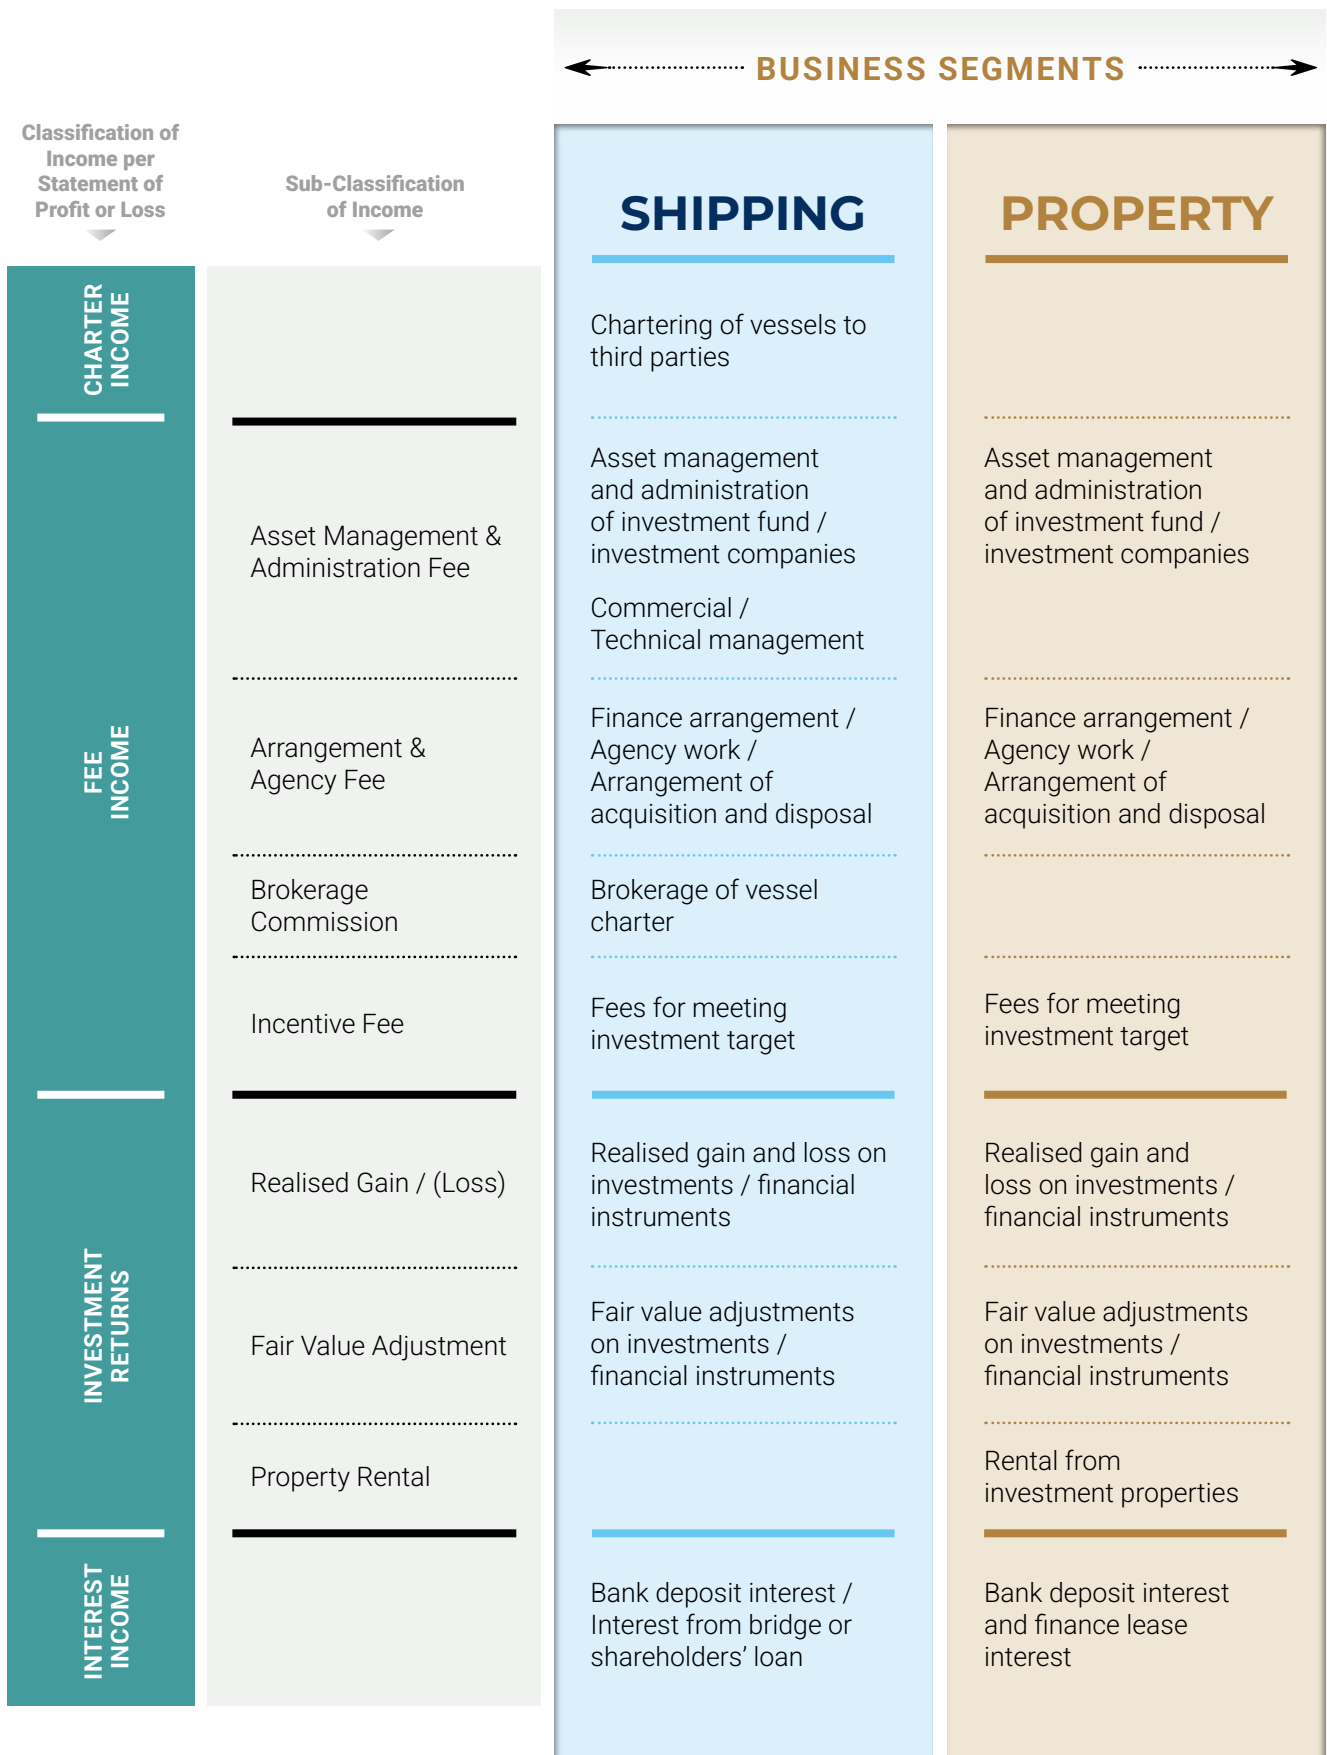 BUSINESS SEGMENTS
Classification of
Income per
Statement of
Profit or Loss
Sub-Classification
of Income
SHIPPING
PROPERTY
CHARTER
INCOME
Chartering of vessels to
third parties
FEE
INCOME
Asset Management &
Administration Fee
Asset management
and administration
of investment fund /
investment companies
Commercial /
Technical management
Asset management
and administration
of investment fund /
investment companies
Arrangement &
Agency Fee
Finance arrangement /
Agency work /
Arrangement of
acquisition and disposal
Finance arrangement /
Agency work /
Arrangement of
acquisition and disposal
Brokerage
Commission
Brokerage of vessel
charter
Incentive Fee
Fees for meeting
investment target
Fees for meeting
investment target
INVESTMENT
RETURNS
Realised Gain / (Loss)
Realised gain and loss on
investments / financial
instruments
Realised gain and
loss on investments /
financial instruments
Fair Value Adjustment
Fair value adjustments
on investments /
financial instruments
Fair value adjustments
on investments /
financial instruments
Property Rental
Rental from
investment properties
INTEREST
INCOME
Bank deposit interest /
Interest from bridge or
shareholders’ loan
Bank deposit interest
and finance lease
interest